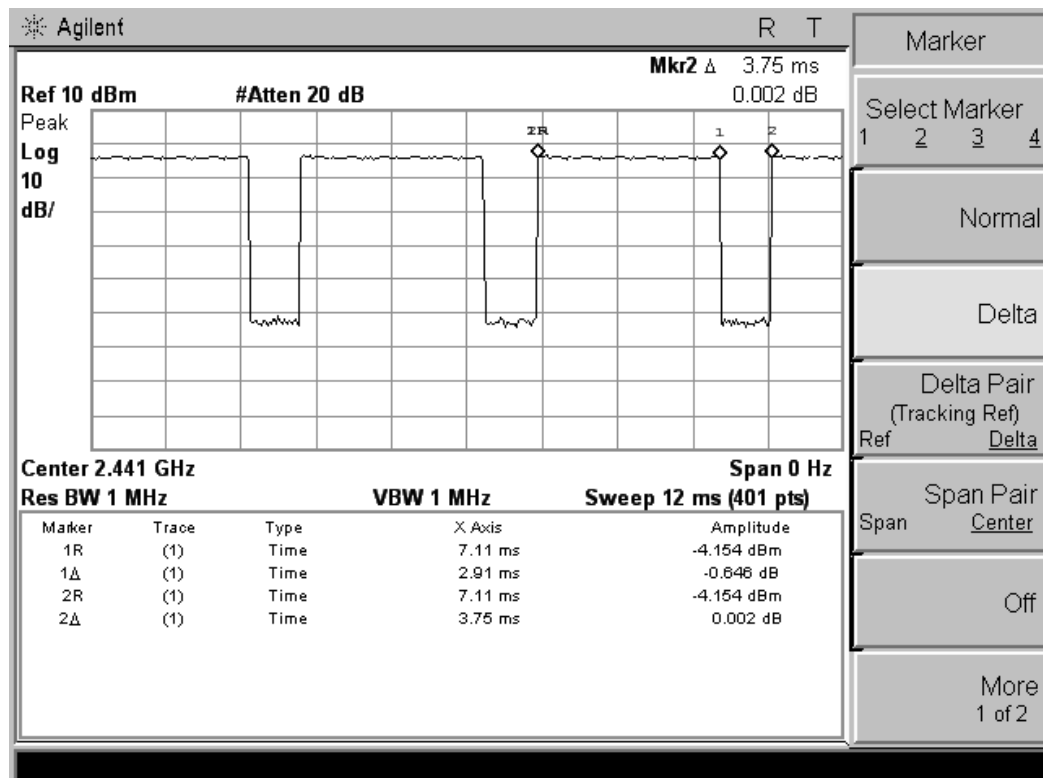 Agilent R T
Mkr2 Δ 3.75 ms
Ref 10 dBm #Atten 20 dB 0.002 dB
Peak
Log
10
dB/
2R 1 2
Center 2.441 GHz Span 0 Hz
Res BW 1 MHz VBW 1 MHz Sweep 12 ms (401 pts)
Marker Trace Type X Axis Amplitude
1R (1) Time 7.11 ms -4.154 dBm
1Δ (1) Time 2.91 ms -0.646 dB
2R (1) Time 7.11 ms -4.154 dBm
2Δ (1) Time 3.75 ms 0.002 dB
Marker
Select Marker
1 2 3 4
Normal
Delta
Delta Pair
(Tracking Ref)
Ref Delta
Span Pair
Span Center
Off
More
1 of 2